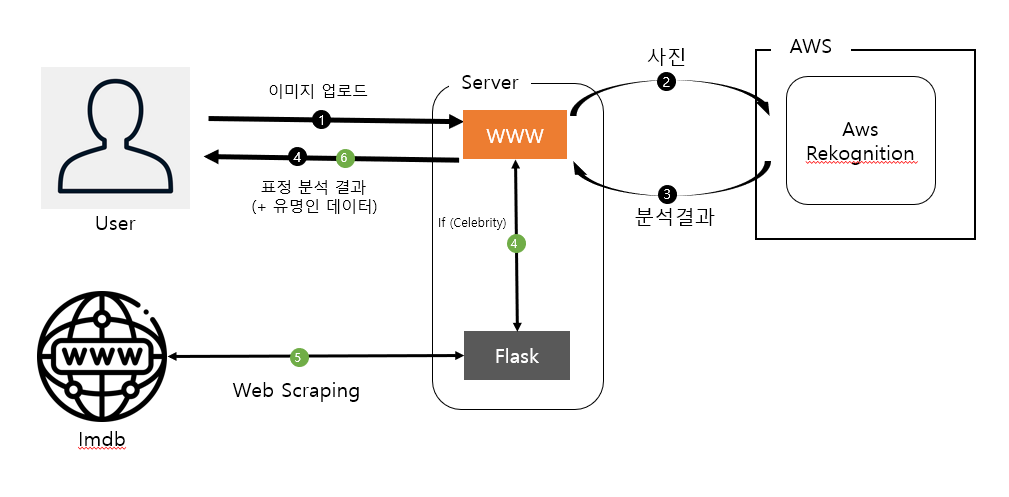 사진
AWS
Server
이미지 업로드
2
1
WWW
Aws
Rekognition
4
6
표정 분석 결과
(+ 유명인 데이터)
3
분석결과
User
If (Celebrity)
4
WWW
5
Flask
Web Scraping
Imdb